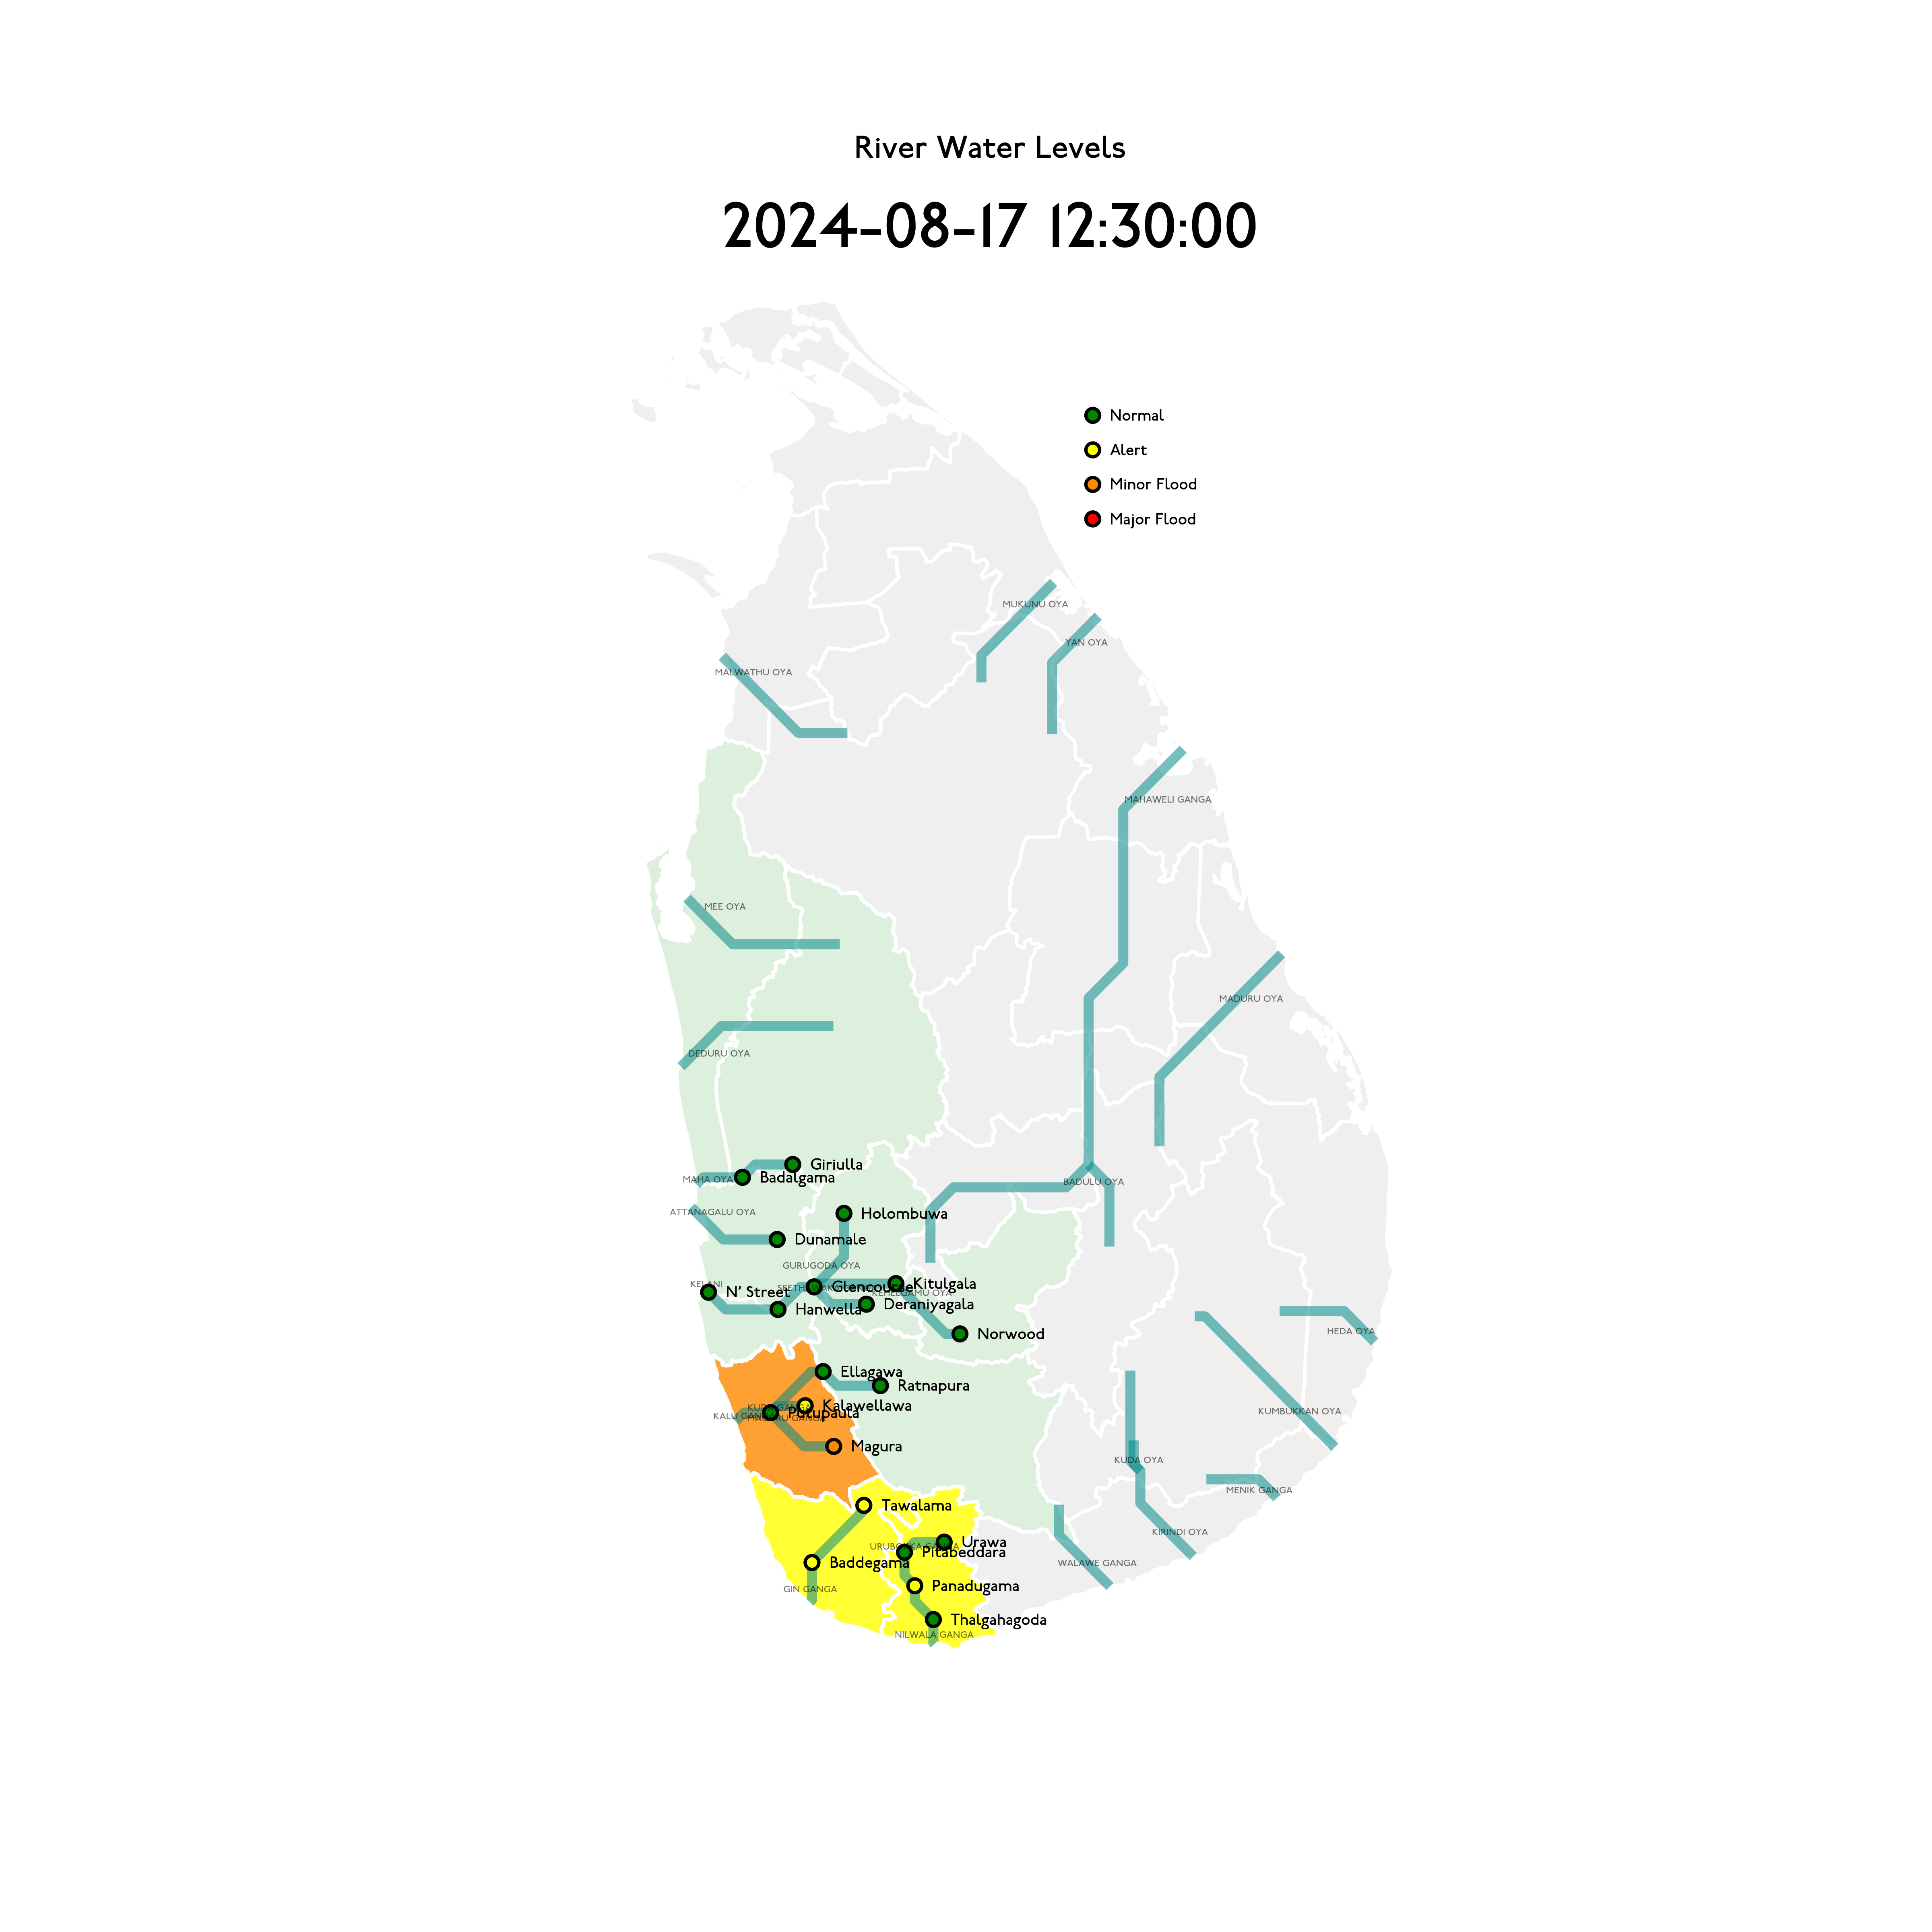 River Water Levels
2024-08-17 12:30:00
Normal
Alert
Minor Flood
Major Flood
MUKUNU OYA
YAN OYA
MALWATHU OYA
MAHAWELI GANGA
MEE OYA
MADURU OYA
DEDURU OYA
Giriulla
Badalgama
MAHA OYA
BADULU OYA
ATTANAGALU OYA
Holombuwa
Dunamale
GURUGODA OYA
KELANI
Kitulgala
Glencourse
KEHELGAMU OYA
N' Street
Deraniyagala
Hanwella
Norwood
HEDA OYA
Ellagawa
Ratnapura
Kalawellawa
KUMBUKKAN OYA
Putupaula
Magura
KUDA OYA
MENIK GANGA
Tawalama
KIRINDI OYA
Urawa
Pitabeddara
Baddegama
WALAWE GANGA
Panadugama
GIN GANGA
Thalgahagoda
NILWALA GANGA